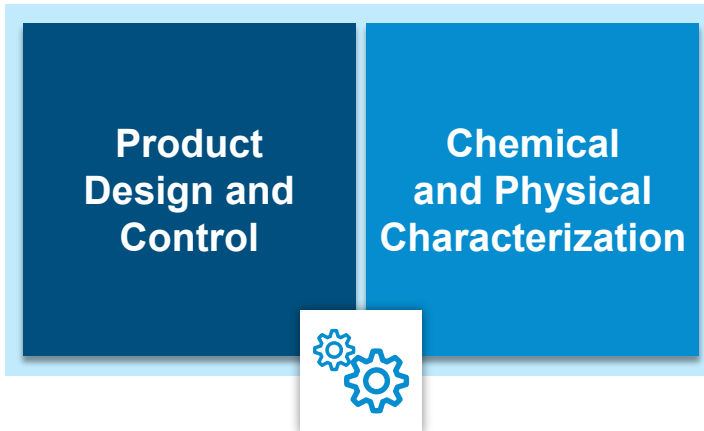 Product
Design and
Control
Chemical
and Physical
Characterization